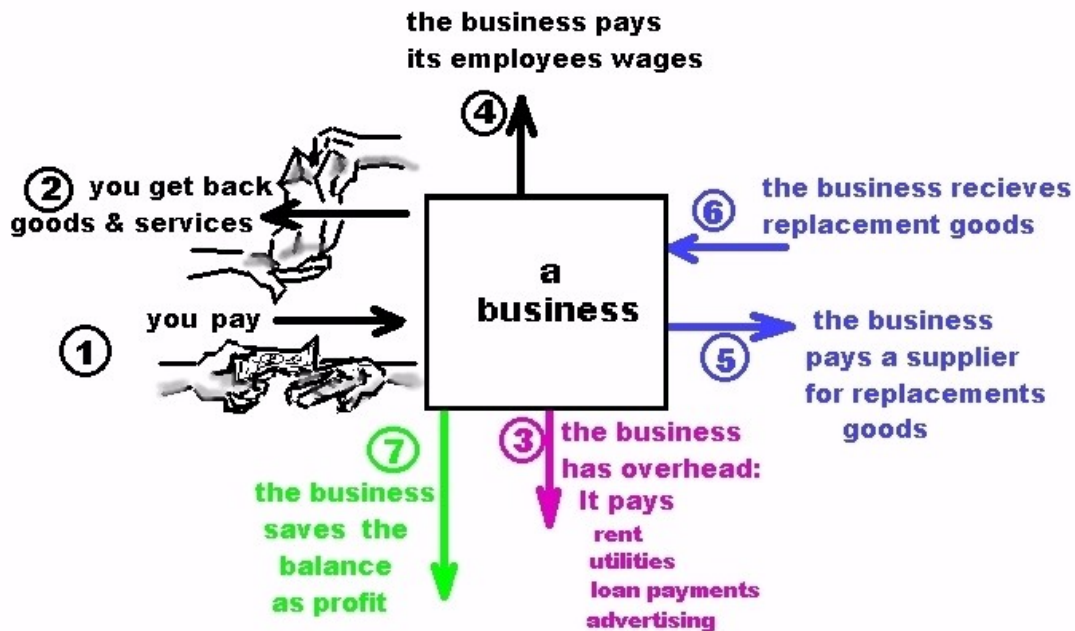 the business pays
its employees wages
4
2 you get back
goods & services
6 the business recieves
replacement goods
a
business
you pay
1
5 the business
pays a supplier
for replacements
goods
7
the business
saves the
balance
as profit
3 the business
has overhead:
It pays
rent
utilities
loan payments
advertising